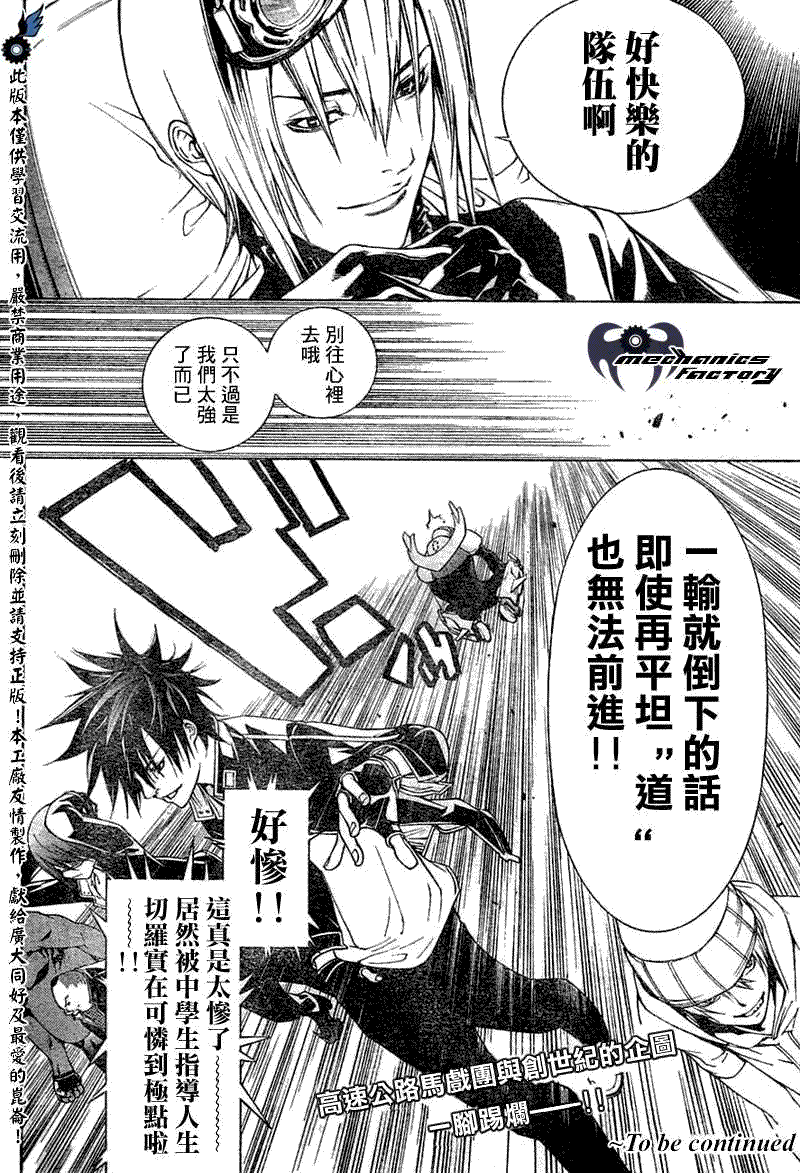 好快樂的
隊伍啊
別往心裡
去哦
只不過是
我們太強
了而已
mechanics
Factory
一輸就倒下的話
即使再平坦〝道〞
也無法前進!!
好慘!!
這真是太慘了~~~~
居然被中學生指導人生
切羅實在可憐到極點啦
~~~~!!
高速公路馬戲團與創世紀的企圖
一腳踢爛——!!
~To be continued
此版本僅供學習交流用，嚴禁商業用途，觀看後請立刻刪除並請支持正版！本工廠友情製作，獻給廣大同好及最愛的崑崙！